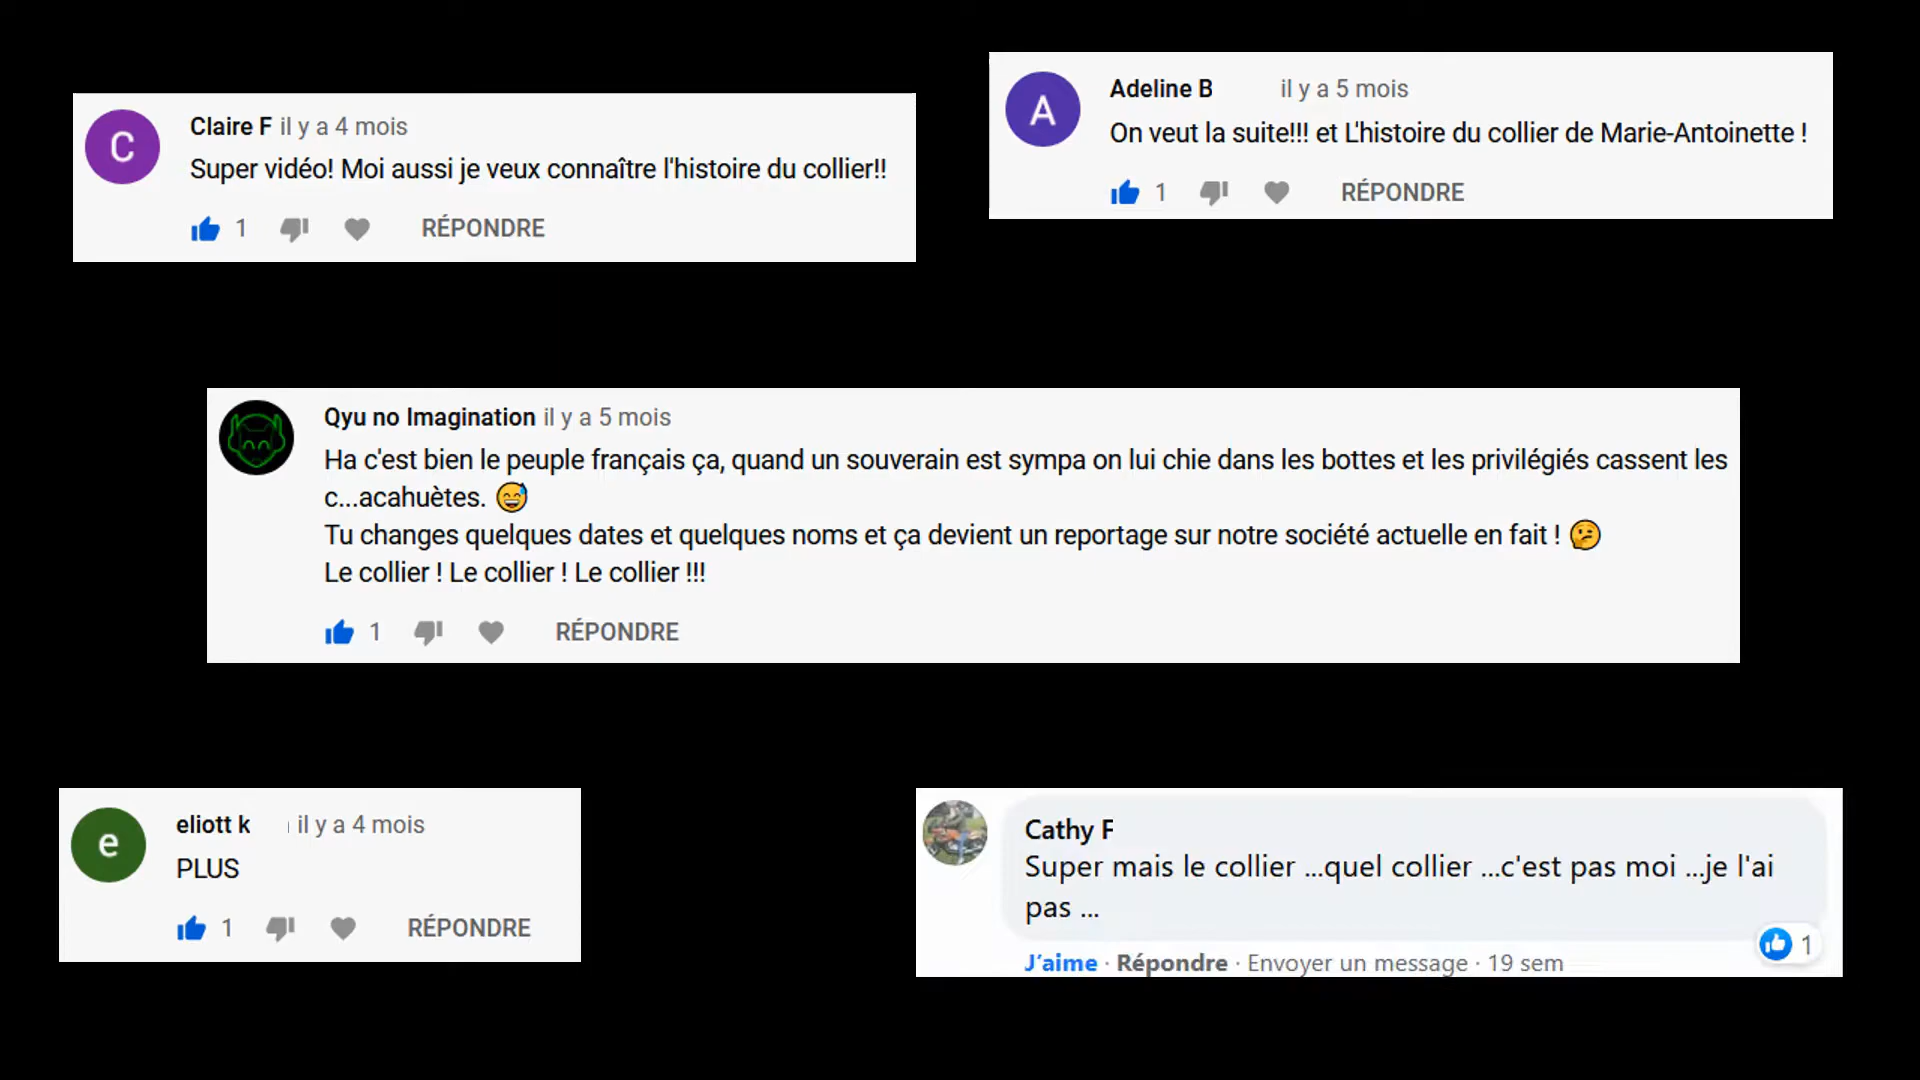 C
Claire F il y a 4 mois
Super vidéo! Moi aussi je veux connaître l'histoire du collier!!
1 RÉPONDRE
A
Adeline B il y a 5 mois
On veut la suite!!! et L'histoire du collier de Marie-Antoinette !
1 RÉPONDRE
Qyu no Imagination il y a 5 mois
Ha c'est bien le peuple français ça, quand un souverain est sympa on lui chie dans les bottes et les privilégiés cassent les
c...acahuètes. 😅
Tu changes quelques dates et quelques noms et ça devient un reportage sur notre société actuelle en fait ! 🤔
Le collier ! Le collier ! Le collier !!!
1 RÉPONDRE
e
eliott k il y a 4 mois
PLUS
1 RÉPONDRE
Cathy F
Super mais le collier ...quel collier ...c'est pas moi ...je l'ai
pas ...
1
J'aime · Répondre · Envoyer un message · 19 sem